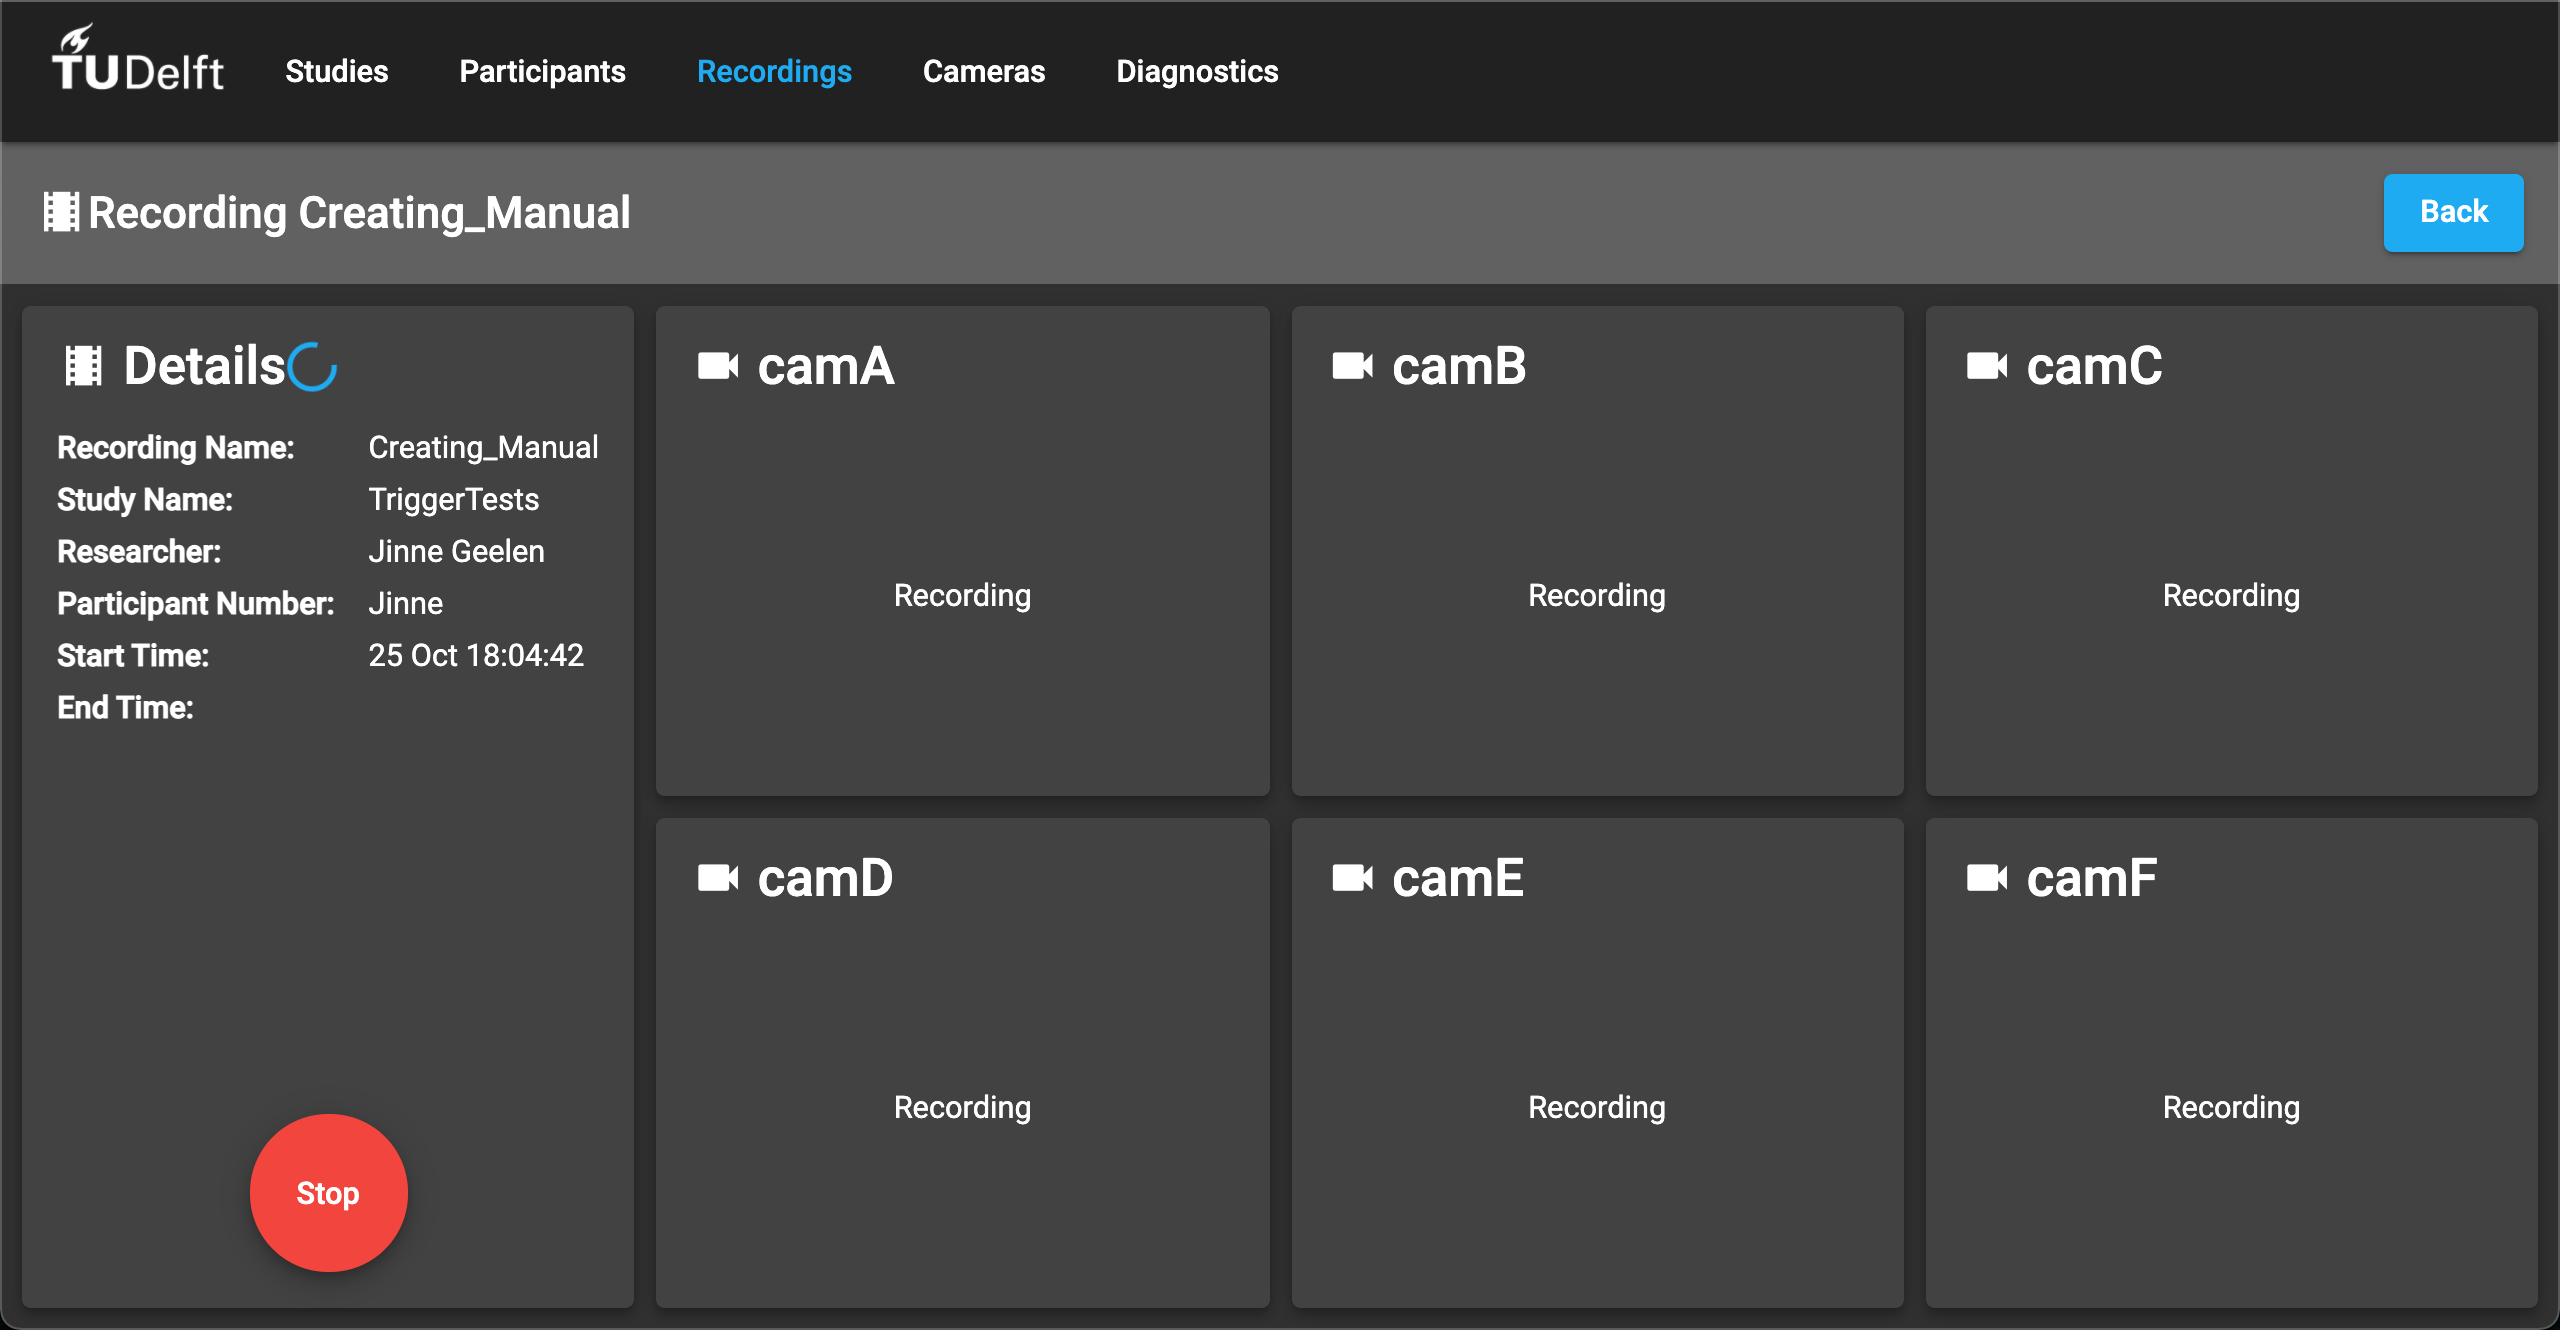 TUDelft Studies Participants Recordings Cameras Diagnostics
Recording Creating_Manual
Back
Details
Recording Name: Creating_Manual
Study Name: TriggerTests
Researcher: Jinne Geelen
Participant Number: Jinne
Start Time: 25 Oct 18:04:42
End Time:
Stop
camA
Recording
camB
Recording
camC
Recording
camD
Recording
camE
Recording
camF
Recording